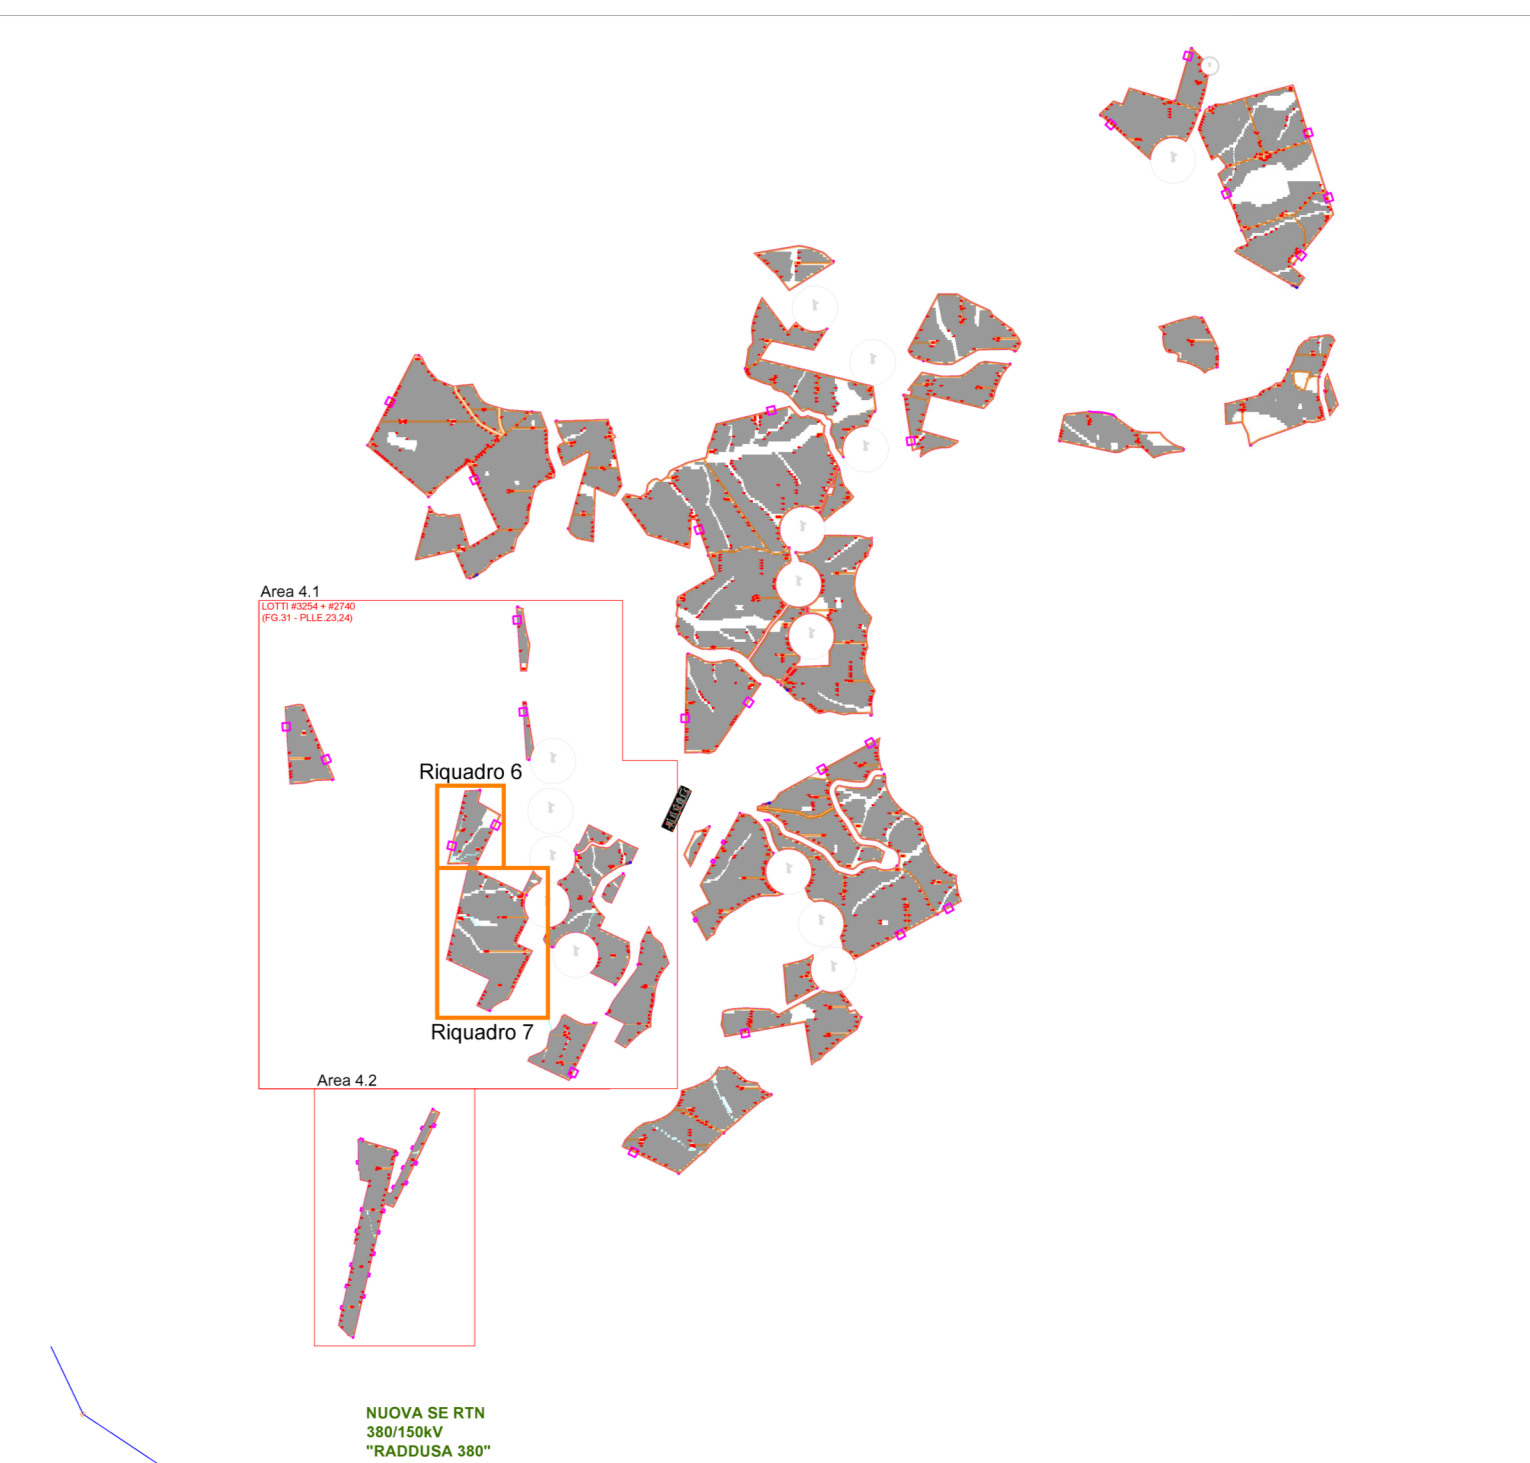 Area 4.1
LOTTI #3254 + #2740
(FG.31 - PLLE.23,24)
Riquadro 6
Riquadro 7
Area 4.2
NUOVA SE RTN
380/150kV
"RADDUSA 380"